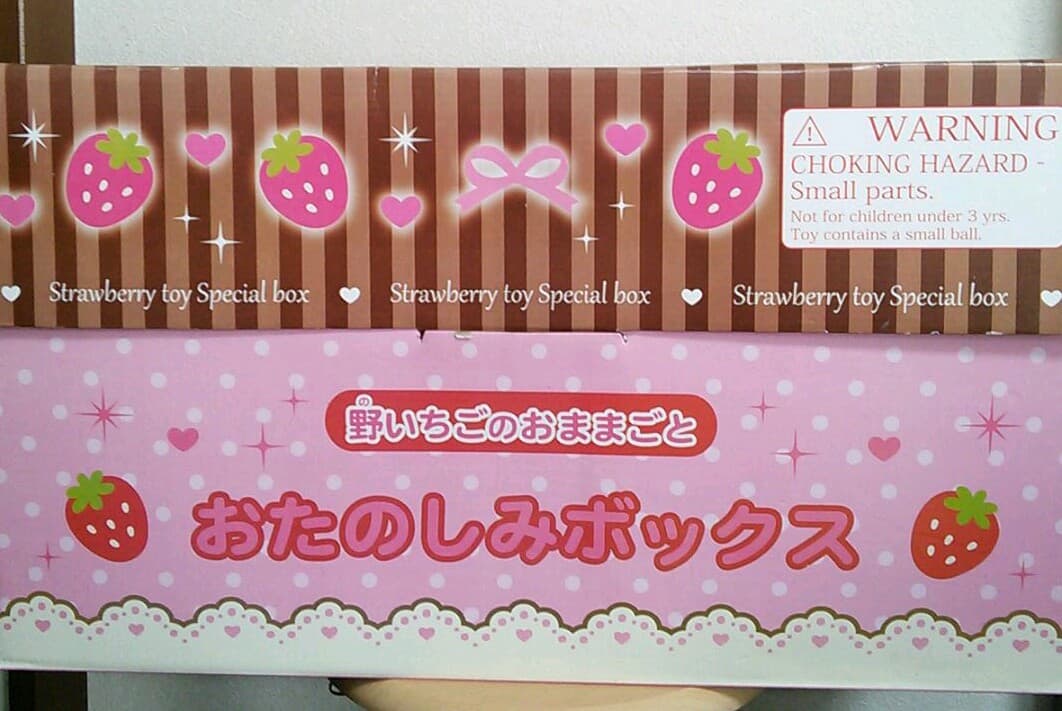 WARNING
CHOKING HAZARD -
Small parts.
Not for children under 3 yrs.
Toy contains a small ball.
Strawberry toy Special box Strawberry toy Special box Strawberry toy Special box
の
野いちごのおままごと
おたのしみボックス